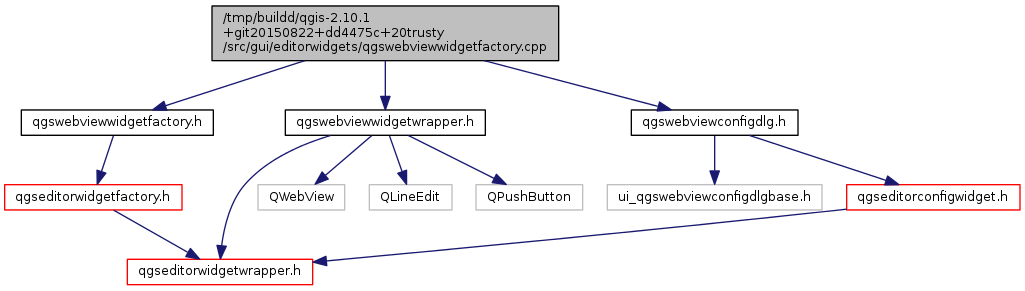 /tmp/buildd/qgis-2.10.1
+git20150822+dd4475c+20trusty
/src/gui/editorwidgets/qgswebviewwidgetfactory.cpp
qgswebviewwidgetfactory.h
qgswebviewwidgetwrapper.h
qgswebviewconfigdlg.h
qgseditorwidgetfactory.h
QWebView
QLineEdit
QPushButton
ui_qgswebviewconfigdlgbase.h
qgseditorconfigwidget.h
qgseditorwidgetwrapper.h